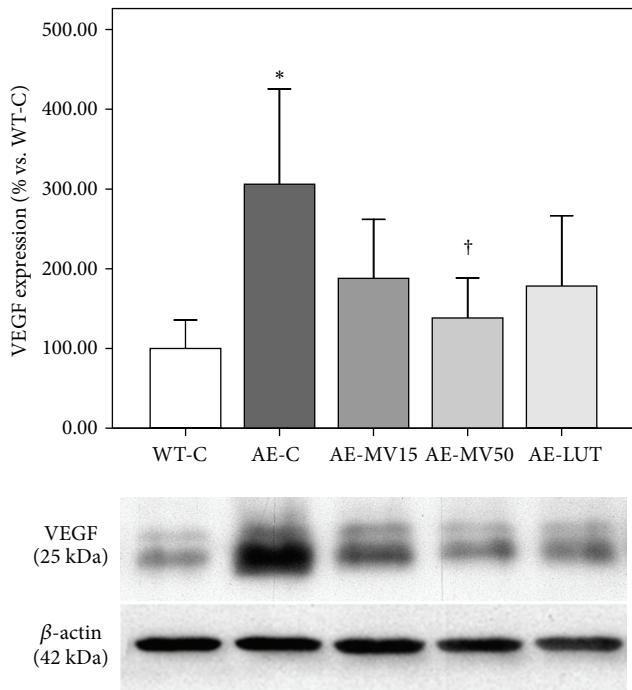 VEGF expression (% vs. WT-C)
500.00
400.00
300.00
200.00
100.00
0.00
*
†
WT-C AE-C AE-MV15 AE-MV50 AE-LUT
VEGF
(25 kDa)
β-actin
(42 kDa)